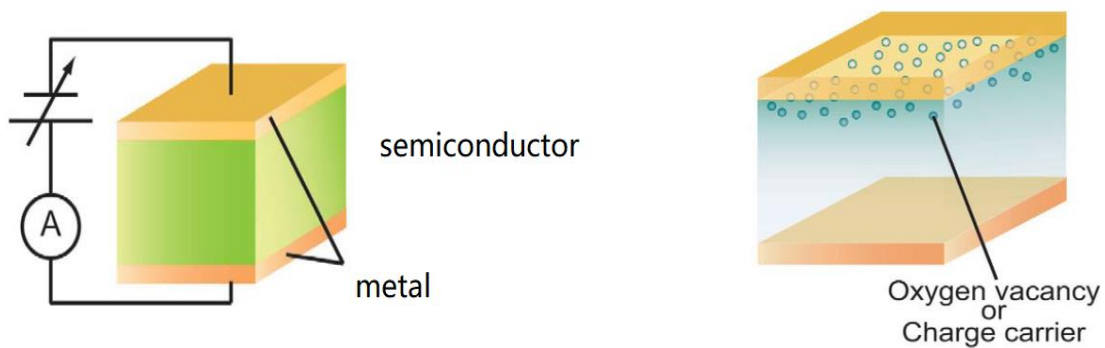 A
semiconductor
metal
Oxygen vacancy
or
Charge carrier